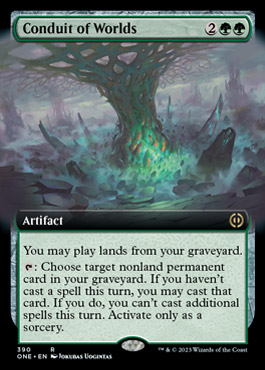 Conduit of Worlds 2
Artifact
You may play lands from your graveyard.
: Choose target nonland permanent
card in your graveyard. If you haven't
cast a spell this turn, you may cast that
card. If you do, you can't cast additional
spells this turn. Activate only as a
sorcery.
390 R
ONE • EN JOKUBAS UOGINTAS ™ & © 2023 Wizards of the Coast